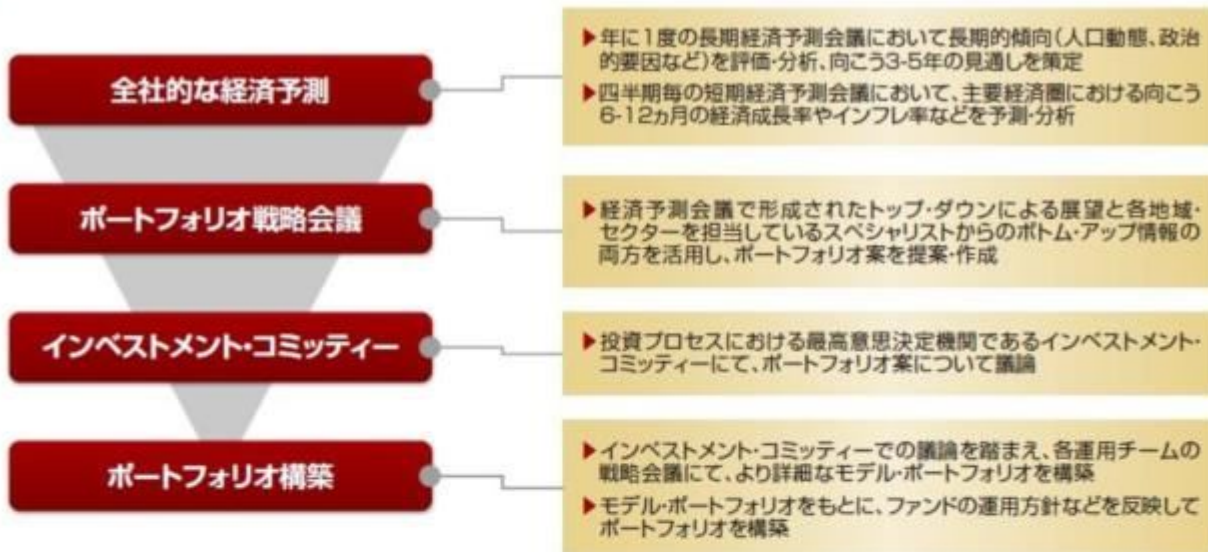 全社的な経済予測
▶年に1度の長期経済予測会議において長期的傾向(人口動態、政治
的要因など)を評価・分析、向こう3-5年の見通しを策定
▶四半期毎の短期経済予測会議において、主要経済圏における向こう
6-12ヵ月の経済成長率やインフレ率などを予測・分析
ポートフォリオ戦略会議
▶経済予測会議で形成されたトップ・ダウンによる展望と各地域・
セクターを担当しているスペシャリストからのボトム・アップ情報の
両方を活用し、ポートフォリオ案を提案・作成
インベストメント・コミッティー
▶投資プロセスにおける最高意思決定機関であるインベストメント・
コミッティーにて、ポートフォリオ案について議論
ポートフォリオ構築
▶インベストメント・コミッティーでの議論を踏まえ、各運用チームの
戦略会議にて、より詳細なモデル・ポートフォリオを構築
▶モデル・ポートフォリオをもとに、ファンドの運用方針などを反映して
ポートフォリオを構築